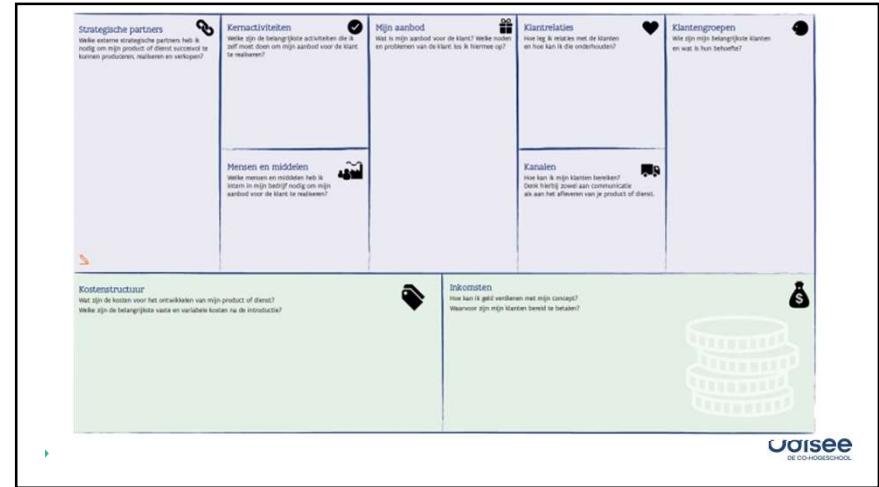 Strategische partners
Welke externe strategische partners heb ik
nodig om mijn product of dienst succesvol te
kunnen produceren, realiseren en verkopen?
Kernactiviteiten
Welke zijn de belangrijkste activiteiten die ik
zelf moet doen om mijn aanbod voor de klant
te realiseren?
Mensen en middelen
Welke mensen en middelen heb ik
intern in mijn bedrijf nodig om mijn
aanbod voor de klant te realiseren?
Mijn aanbod
Wat is mijn aanbod voor de klant? Welke noden
en problemen van de klant los ik hiermee op?
Klantrelaties
Hoe leg ik relaties met de klanten
en hoe kan ik die onderhouden?
Kanalen
Hoe kan ik mijn klanten bereiken?
Denk hierbij zowel aan communicatie
als aan het afleveren van je product of dienst.
Klantengroepen
Wie zijn mijn belangrijkste klanten
en wat is hun behoefte?
Kostenstructuur
Wat zijn de kosten voor het ontwikkelen van mijn product of dienst?
Welke zijn de belangrijkste vaste en variabele kosten na de introductie?
Inkomsten
Hoe kan ik geld verdienen met mijn concept?
Waarvoor zijn mijn klanten bereid te betalen?
$
odisee
DE CO-HOGESCHOOL